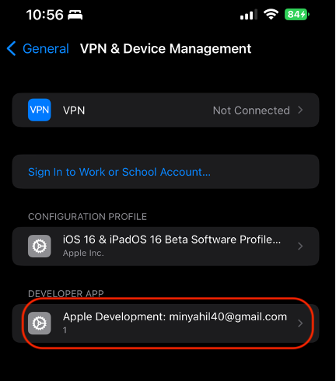 10:56
84
General
VPN & Device Management
VPN
VPN
Not Connected
Sign In to Work or School Account...
CONFIGURATION PROFILE
iOS 16 & iPadOS 16 Beta Software Profile...
Apple Inc.
DEVELOPER APP
Apple Development: minyahil40@gmail.com
1